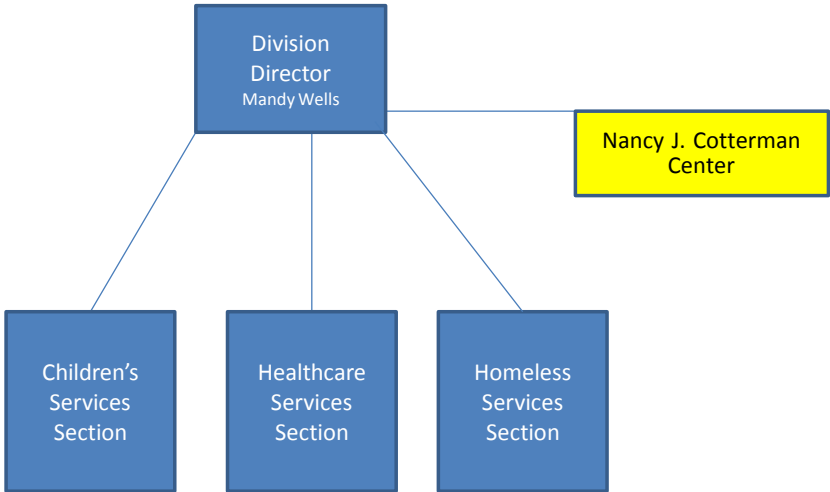 Division
Director
Mandy Wells
Nancy J. Cotterman
Center
Children’s
Services
Section
Healthcare
Services
Section
Homeless
Services
Section